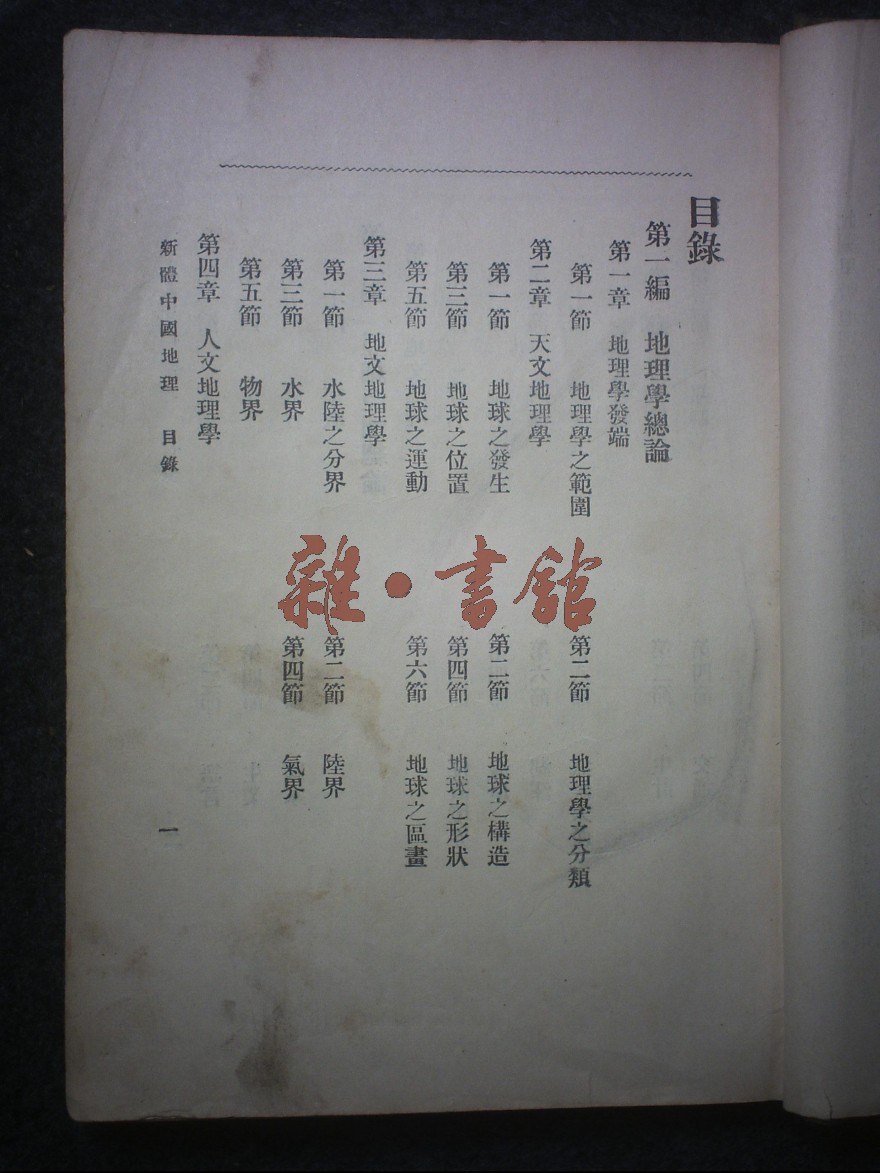 目錄
第一編 地理學總論
第一章 地理學發端
第一節 地理學之範圍 第二節 地理學之分類
第二章 天文地理學
第一節 地球之發生 第二節 地球之構造
第三節 地球之位置 第四節 地球之形狀
第五節 地球之運動 第六節 地球之區畫
第三章 地文地理學
第一節 水陸之分界 第二節 陸界
第三節 水界 第四節 氣界
第五節 物界
第四章 人文地理學
新體中國地理 目錄 一
雜·書館